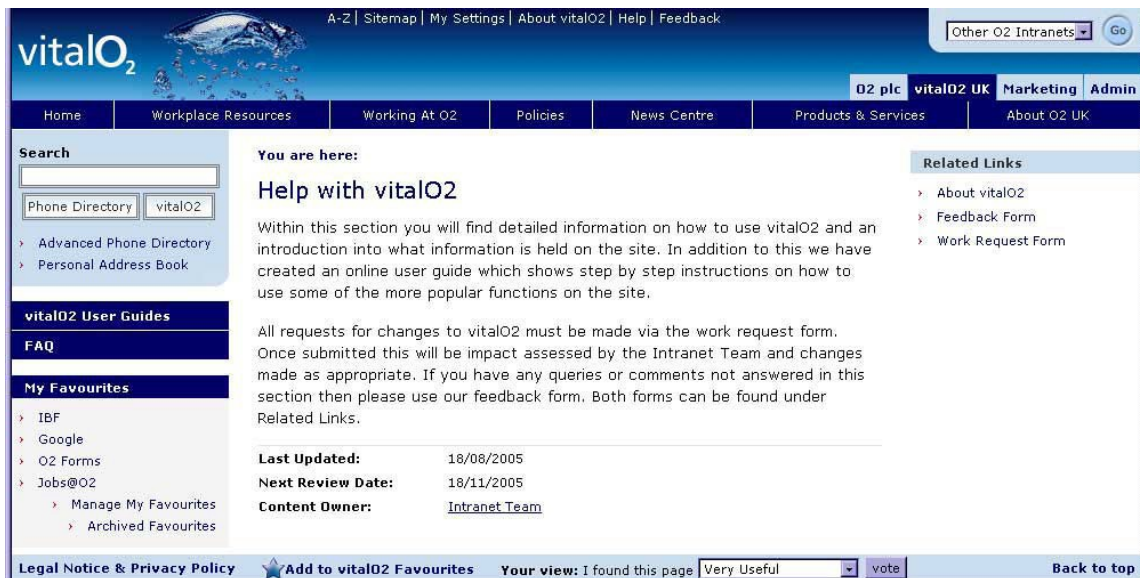 A-Z | Sitemap | My Settings | About vitalO2 | Help | Feedback
vitalO2
Other O2 Intranets
Go
O2 plc vitalO2 UK Marketing Admin
Home Workplace Resources Working At O2 Policies News Centre Products & Services About O2 UK
Search
Phone Directory vitalO2
Advanced Phone Directory
Personal Address Book
vitalO2 User Guides
FAQ
My Favourites
IBF
Google
O2 Forms
Jobs@O2
Manage My Favourites
Archived Favourites
You are here:
Help with vitalO2
Within this section you will find detailed information on how to use vitalO2 and an
introduction into what information is held on the site. In addition to this we have
created an online user guide which shows step by step instructions on how to
use some of the more popular functions on the site.
All requests for changes to vitalO2 must be made via the work request form.
Once submitted this will be impact assessed by the Intranet Team and changes
made as appropriate. If you have any queries or comments not answered in this
section then please use our feedback form. Both forms can be found under
Related Links.
Last Updated: 18/08/2005
Next Review Date: 18/11/2005
Content Owner: Intranet Team
Related Links
About vitalO2
Feedback Form
Work Request Form
Legal Notice & Privacy Policy Add to vitalO2 Favourites Your view: I found this page Very Useful vote Back to top